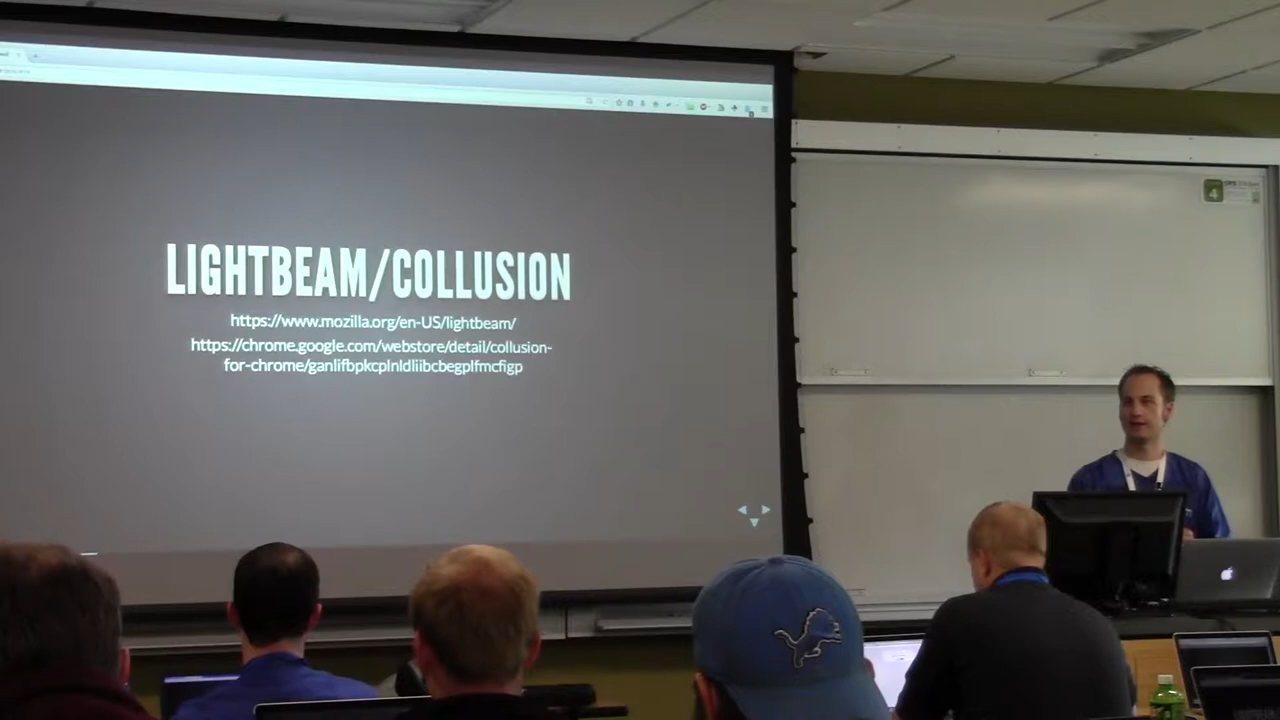 LIGHTBEAM/COLLUSION
https://www.mozilla.org/en-US/lightbeam/
https://chrome.google.com/webstore/detail/collusion-
for-chrome/ganlifbpkcplnldliibcbegplfmcfigp
4